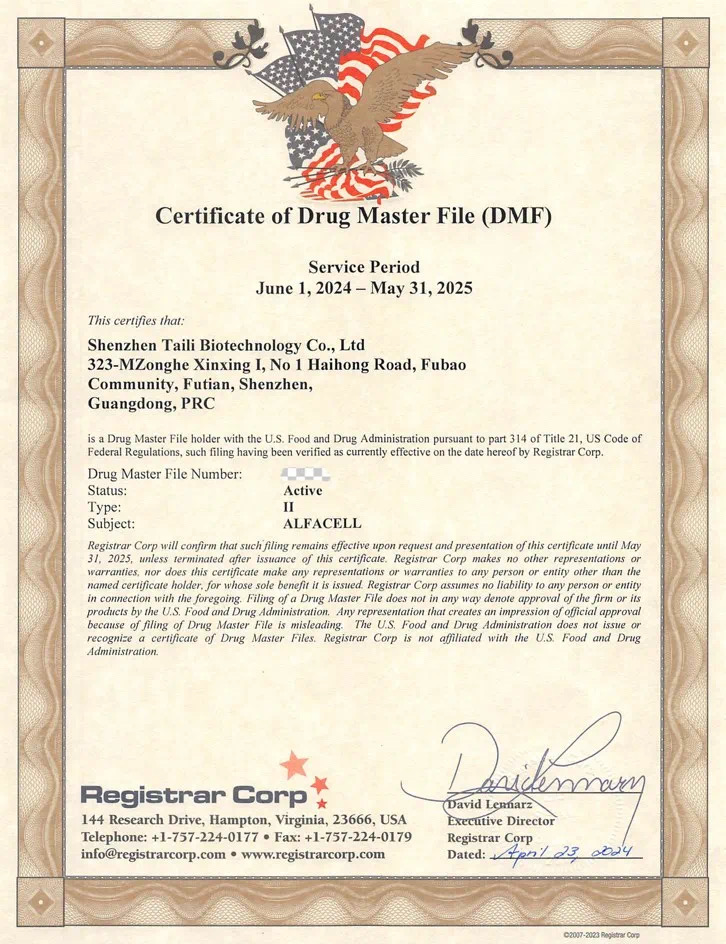 Certificate of Drug Master File (DMF)
Service Period
June 1, 2024 – May 31, 2025
This certifies that:
Shenzhen Taili Biotechnology Co., Ltd
323-MZonghe Xinxing I, No 1 Haihong Road, Fubao
Community, Futian, Shenzhen,
Guangdong, PRC
is a Drug Master File holder with the U.S. Food and Drug Administration pursuant to part 314 of Title 21, US Code of
Federal Regulations, such filing having been verified as currently effective on the date hereof by Registrar Corp.
Drug Master File Number:
Status: Active
Type: II
Subject: ALFACELL
Registrar Corp will confirm that such filing remains effective upon request and presentation of this certificate until May
31, 2025, unless terminated after issuance of this certificate. Registrar Corp makes no other representations or
warranties, nor does this certificate make any representations or warranties to any person or entity other than the
named certificate holder, for whose sole benefit it is issued. Registrar Corp assumes no liability to any person or entity
in connection with the foregoing. Filing of a Drug Master File does not in any way denote approval of the firm or its
products by the U.S. Food and Drug Administration. Any representation that creates an impression of official approval
because of filing of Drug Master File is misleading. The U.S. Food and Drug Administration does not issue or
recognize a certificate of Drug Master Files. Registrar Corp is not affiliated with the U.S. Food and Drug
Administration.
Registrar Corp
144 Research Drive, Hampton, Virginia, 23666, USA
Telephone: +1-757-224-0177 • Fax: +1-757-224-0179
info@registrarcorp.com • www.registrarcorp.com
David Lennarz
David Lennarz
Executive Director
Registrar Corp
Dated: April 23, 2024
©2007-2023 Registrar Corp